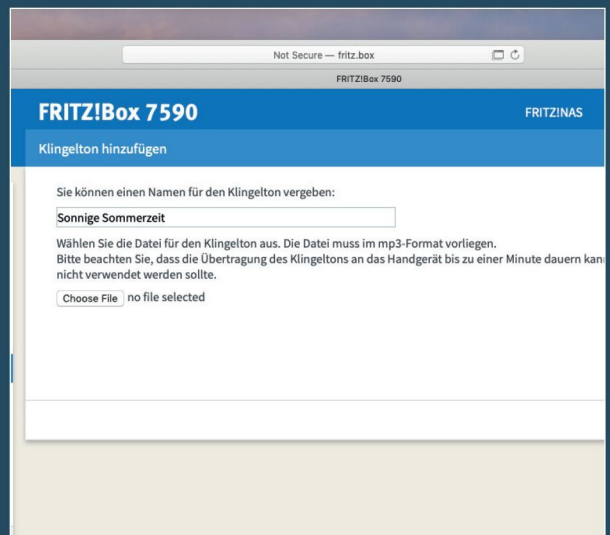 Not Secure — fritz.box
FRITZ!Box 7590
FRITZ!Box 7590
FRITZ!NAS
Klingelton hinzufügen
Sie können einen Namen für den Klingelton vergeben:
Sonnige Sommerzeit
Wählen Sie die Datei für den Klingelton aus. Die Datei muss im mp3-Format vorliegen.
Bitte beachten Sie, dass die Übertragung des Klingeltons an das Handgerät bis zu einer Minute dauern kann
nicht verwendet werden sollte.
Choose File no file selected